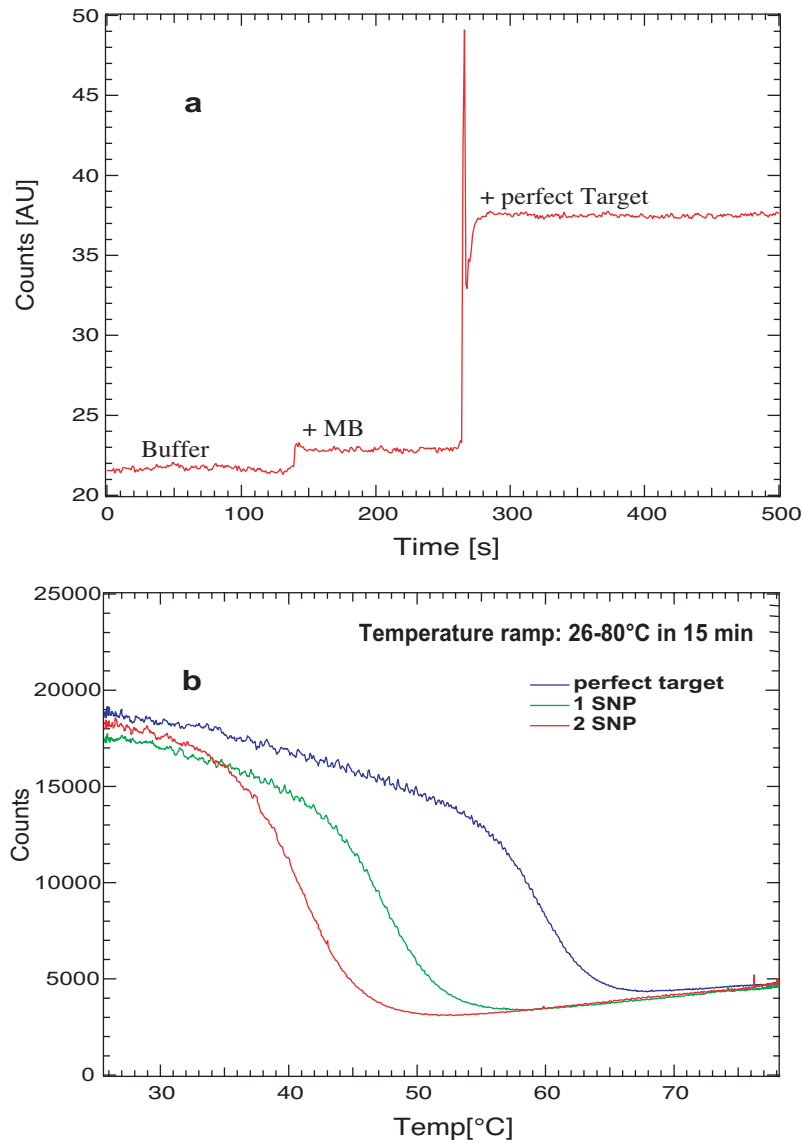 50
45
40
35
30
23
20
Counts [AU]
a
+ perfect Target
+ MB
Buffer
0
100
200
300
400
500
Time [s]
25000
20000
15000
10000
5000
0
Counts
Temperature ramp: 26-80°C in 15 min
b
perfect target
1 SNP
2 SNP
30
40
50
60
70
Temp[°C]